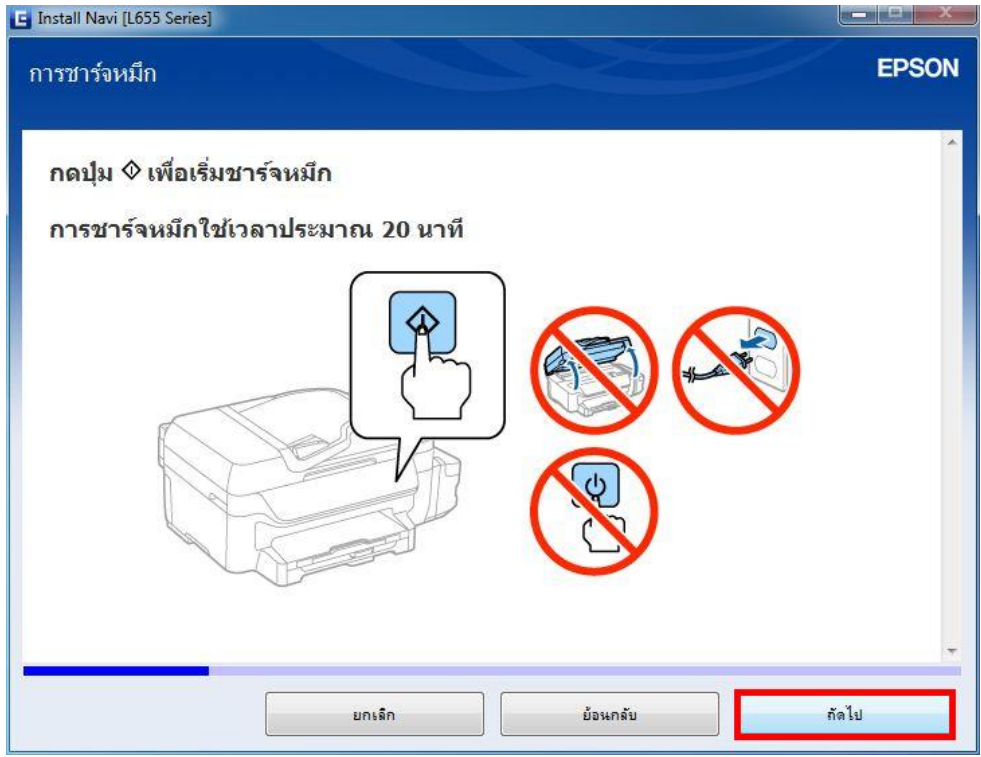 Install Navi [L655 Series]
การชาร์จหมึก
EPSON
กดปุ่ม เพื่อเริ่มชาร์จหมึก
การชาร์จหมึกใช้เวลาประมาณ 20 นาที
ยกเลิก
ย้อนกลับ
ถัดไป